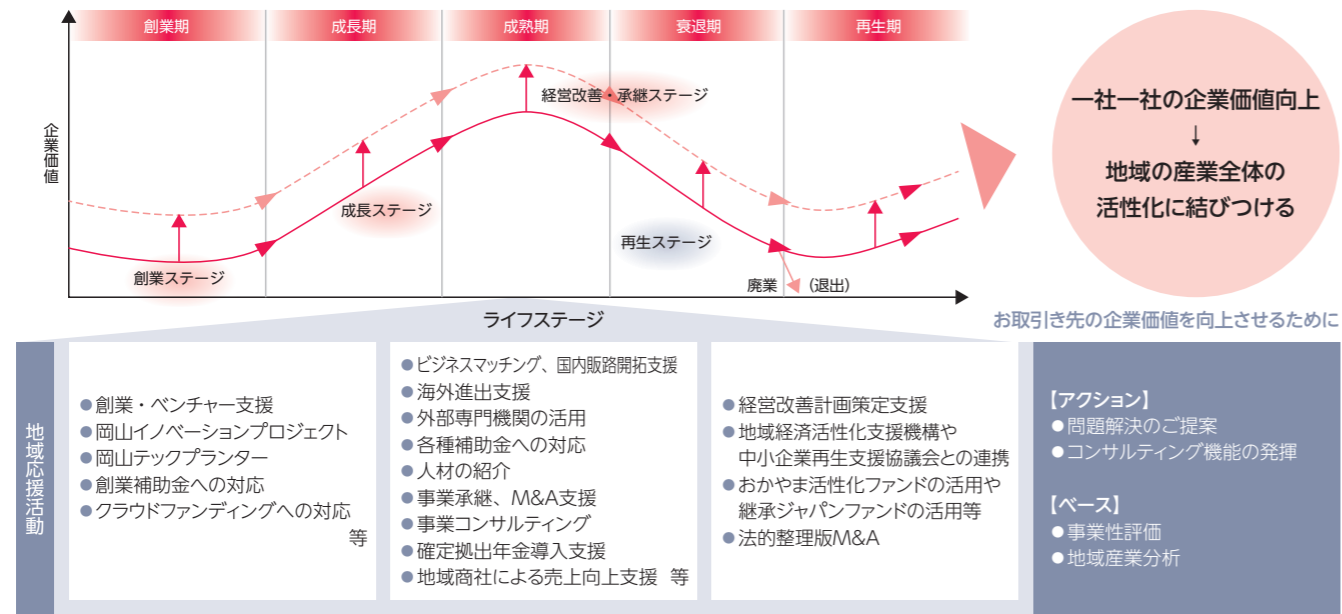 創業期
成長期
成熟期
衰退期
再生期
企業価値
経営改善・承継ステージ
成長ステージ
再生ステージ
創業ステージ
廃業 （退出）
ライフステージ
一社一社の企業価値向上
↓
地域の産業全体の
活性化に結びつける
お取引き先の企業価値を向上させるために
地域応援活動
●創業・ベンチャー支援
●岡山イノベーションプロジェクト
●岡山テックプランター
●創業補助金への対応
●クラウドファンディングへの対応
等
●ビジネスマッチング、国内販路開拓支援
●海外進出支援
●外部専門機関の活用
●各種補助金への対応
●人材の紹介
●事業承継、M&A支援
●事業コンサルティング
●確定拠出年金導入支援
●地域商社による売上向上支援 等
●経営改善計画策定支援
●地域経済活性化支援機構や
中小企業再生支援協議会との連携
●おかやま活性化ファンドの活用や
継承ジャパンファンドの活用等
●法的整理版M&A
【アクション】
●問題解決のご提案
●コンサルティング機能の発揮
【ベース】
●事業性評価
●地域産業分析